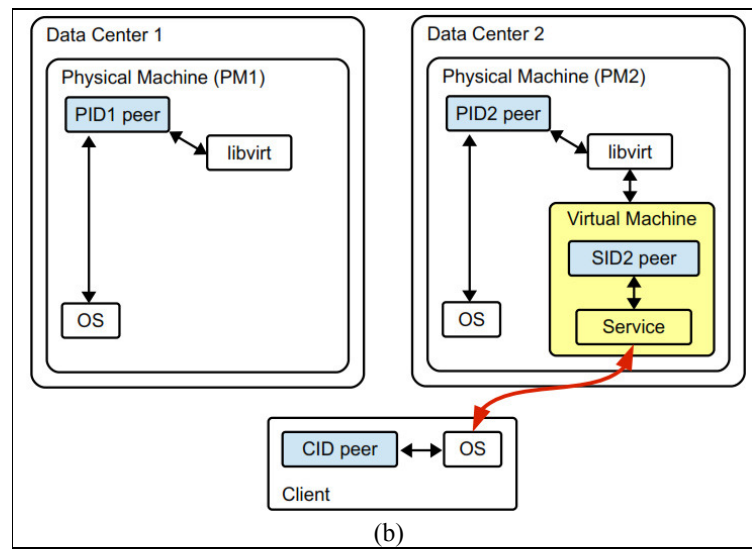 Data Center 1
Physical Machine (PM1)
PID1 peer
libvirt
OS
Data Center 2
Physical Machine (PM2)
PID2 peer
libvirt
Virtual Machine
SID2 peer
OS
Service
CID peer
OS
Client
(b)